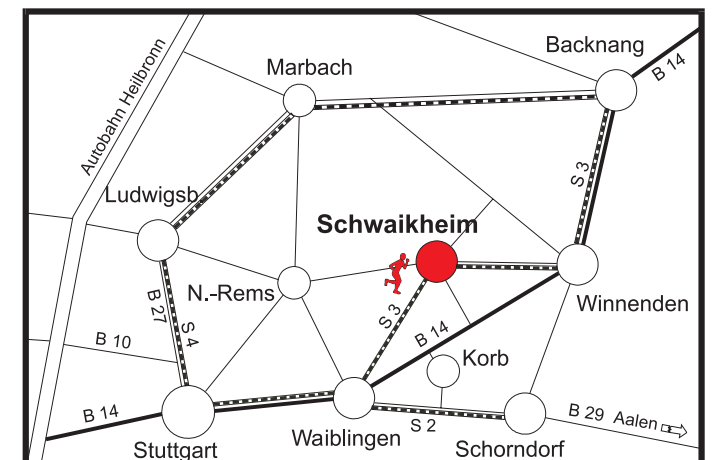 Backnang
B 14
Marbach
Autobahn Heilbronn
S 3
Ludwigsb
Schwaikheim
N.-Rems
Winnenden
B 27
S 4
S 3
B 14
B 10
Korb
B 14
B 29 Aalen
S 2
Stuttgart
Waiblingen
Schorndorf